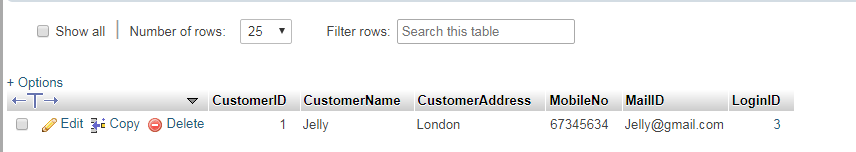 Show all | Number of rows: 25 Filter rows: Search this table
+ Options
←T→ CustomerID CustomerName CustomerAddress MobileNo MailID LoginID
Edit Copy Delete 1 Jelly London 67345634 Jelly@gmail.com 3